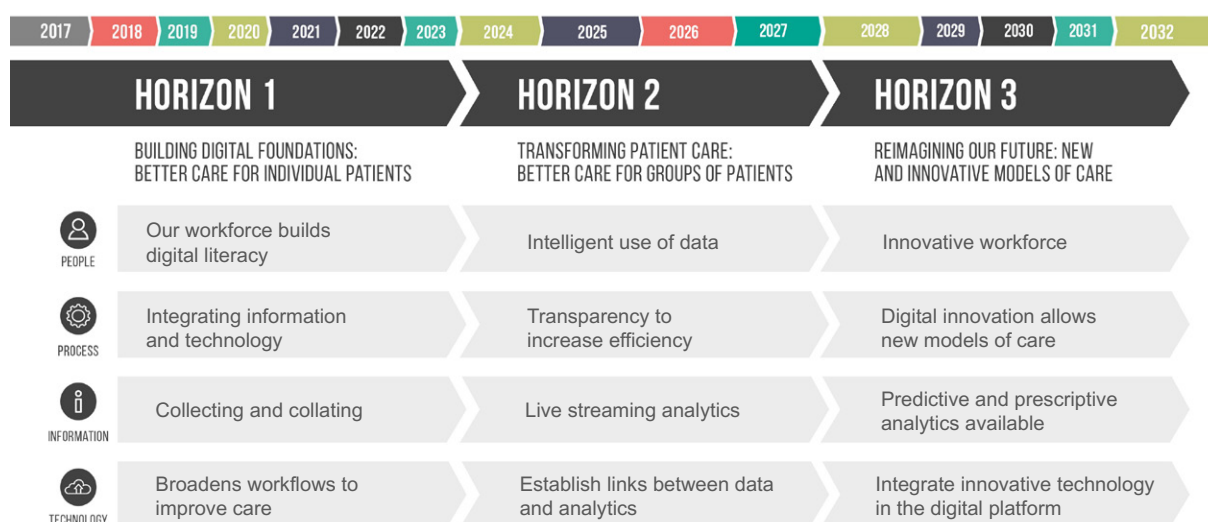 2017 2018 2019 2020 2021 2022 2023 2024 2025 2026 2027 2028 2029 2030 2031 2032
HORIZON 1
HORIZON 2
HORIZON 3
BUILDING DIGITAL FOUNDATIONS:
BETTER CARE FOR INDIVIDUAL PATIENTS
TRANSFORMING PATIENT CARE:
BETTER CARE FOR GROUPS OF PATIENTS
REIMAGINING OUR FUTURE: NEW
AND INNOVATIVE MODELS OF CARE
PEOPLE
Our workforce builds
digital literacy
Intelligent use of data
Innovative workforce
PROCESS
Integrating information
and technology
Transparency to
increase efficiency
Digital innovation allows
new models of care
INFORMATION
Collecting and collating
Live streaming analytics
Predictive and prescriptive
analytics available
TECHNOLOGY
Broadens workflows to
improve care
Establish links between data
and analytics
Integrate innovative technology
in the digital platform